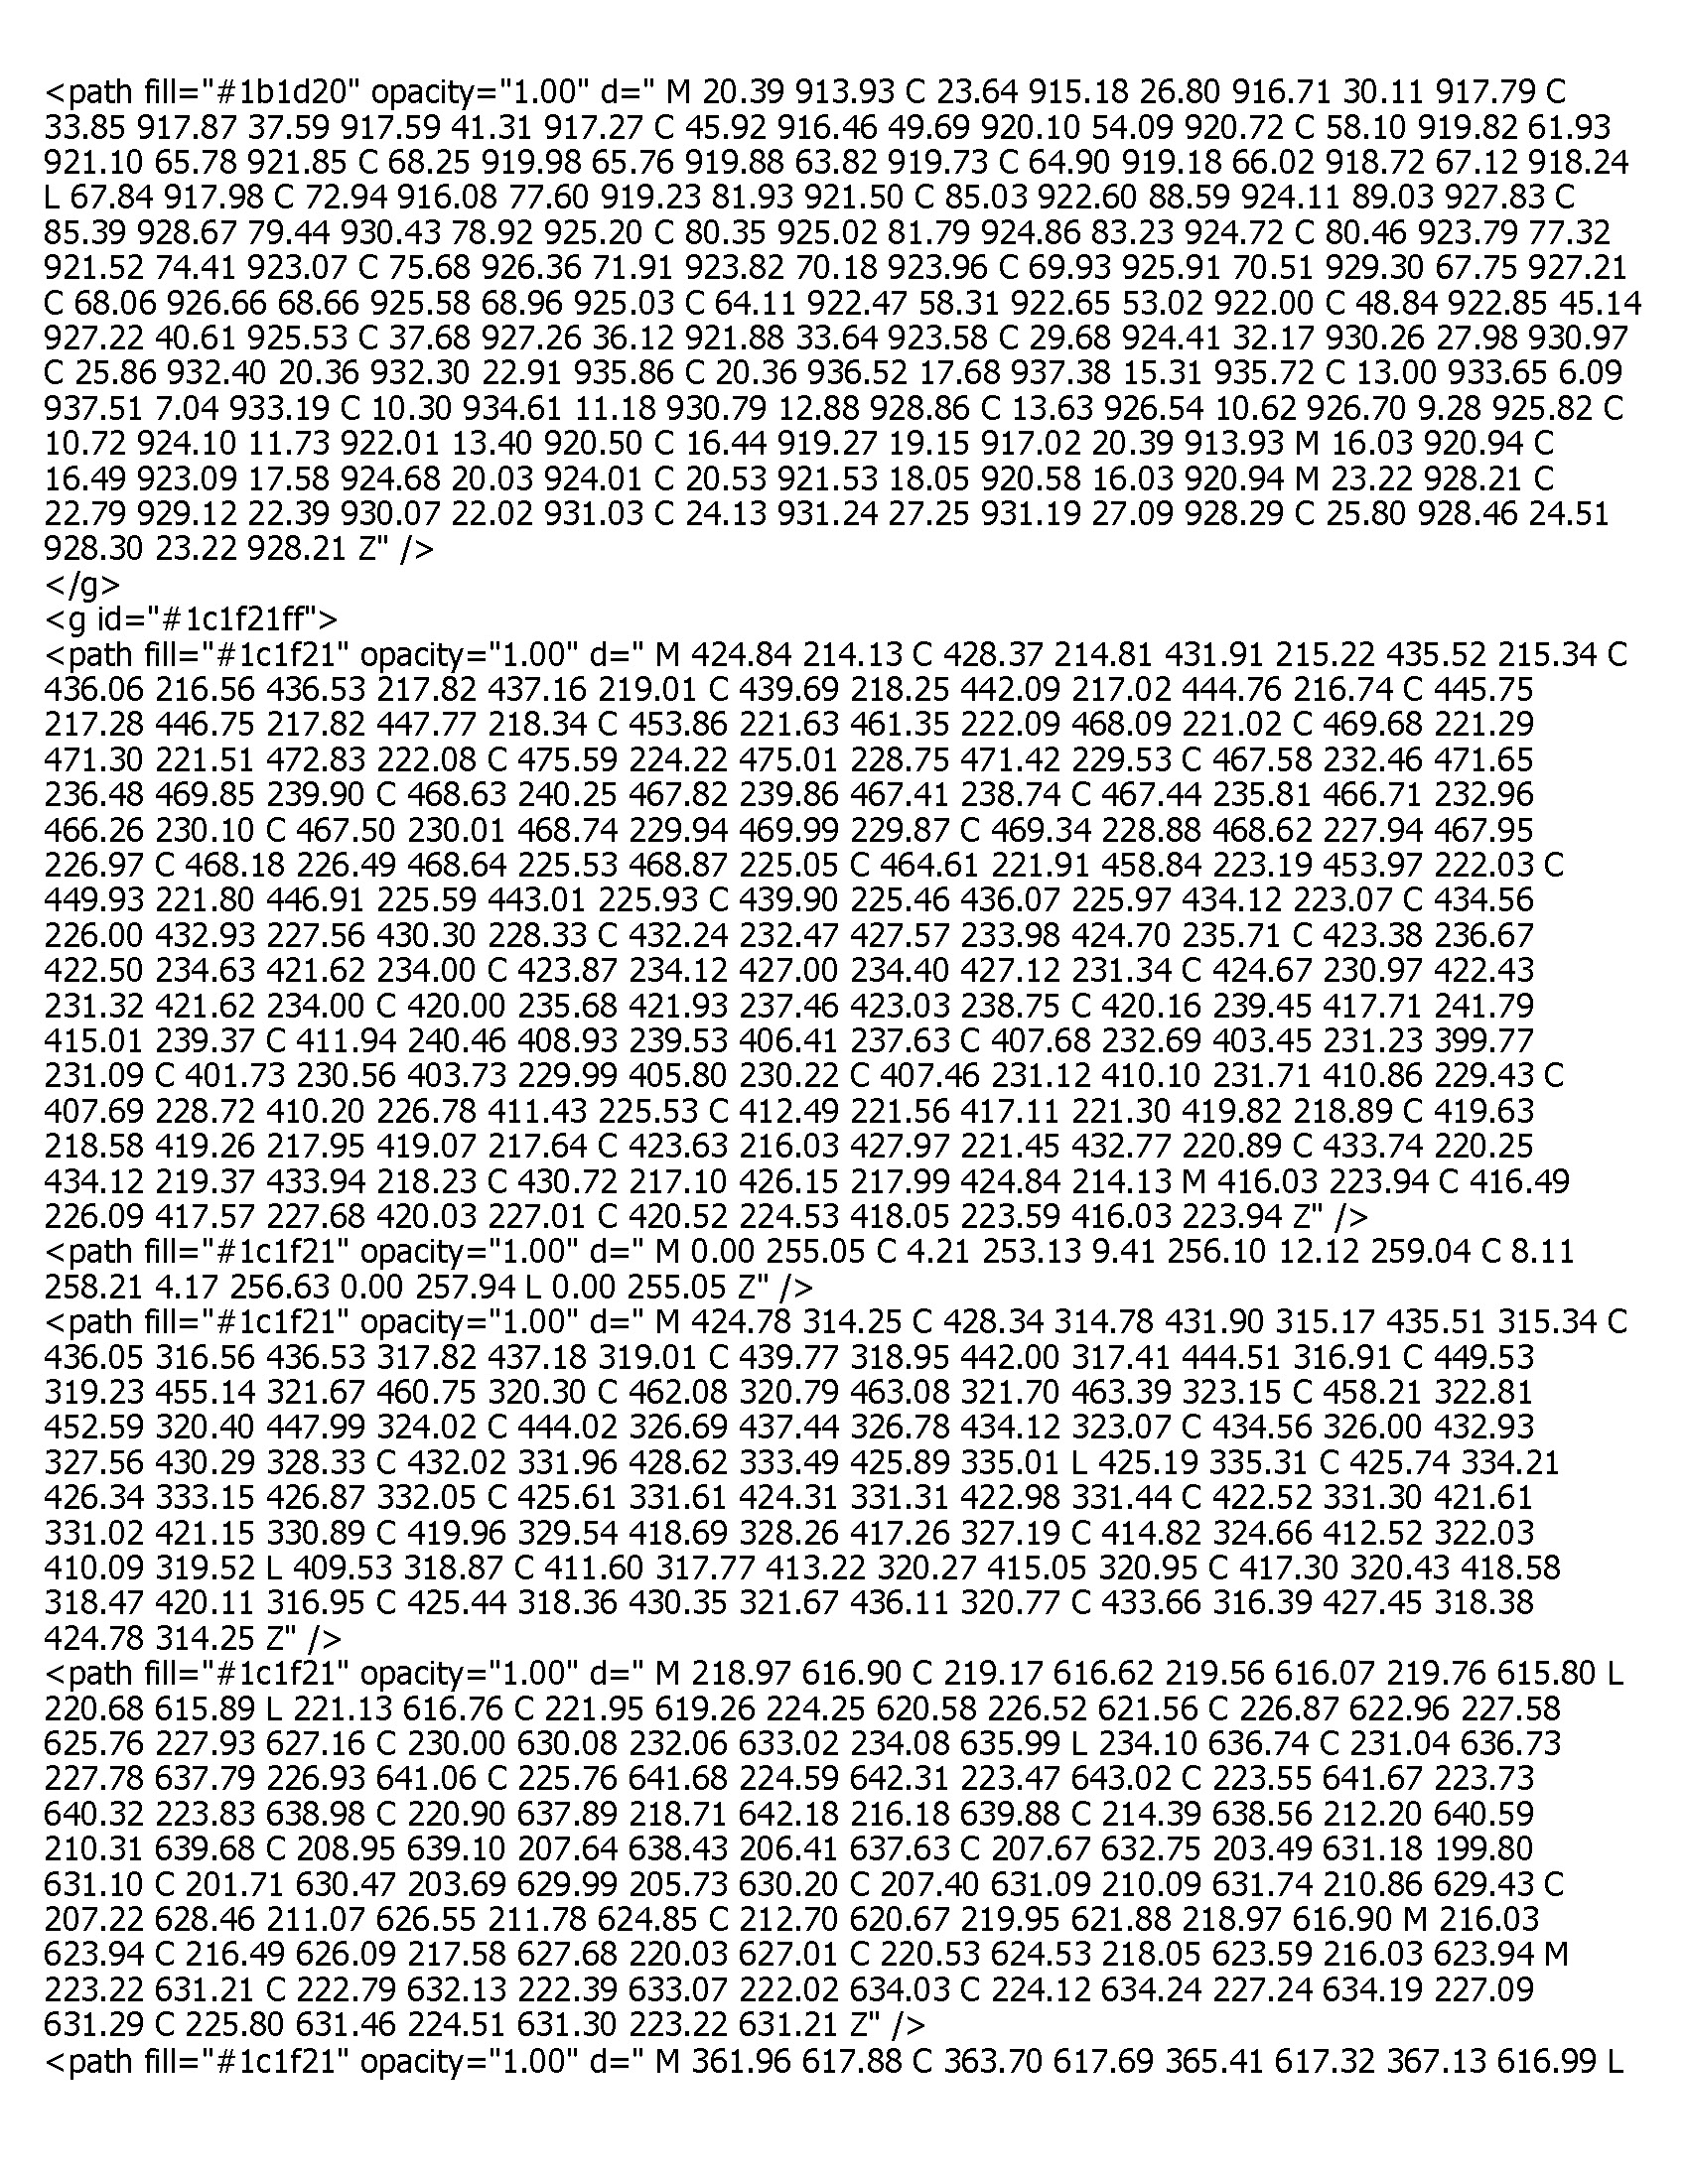 <path fill="#1b1d20" opacity="1.00" d=" M 20.39 913.93 C 23.64 915.18 26.80 916.71 30.11 917.79 C
33.85 917.87 37.59 917.59 41.31 917.27 C 45.92 916.46 49.69 920.10 54.09 920.72 C 58.10 919.82 61.93
921.10 65.78 921.85 C 68.25 919.98 65.76 919.88 63.82 919.73 C 64.90 919.18 66.02 918.72 67.12 918.24
L 67.84 917.98 C 72.94 916.08 77.60 919.23 81.93 921.50 C 85.03 922.60 88.59 924.11 89.03 927.83 C
85.39 928.67 79.44 930.43 78.92 925.20 C 80.35 925.02 81.79 924.86 83.23 924.72 C 80.46 923.79 77.32
921.52 74.41 923.07 C 75.68 926.36 71.91 923.82 70.18 923.96 C 69.93 925.91 70.51 929.30 67.75 927.21
C 68.06 926.66 68.66 925.58 68.96 925.03 C 64.11 922.47 58.31 922.65 53.02 922.00 C 48.84 922.85 45.14
927.22 40.61 925.53 C 37.68 927.26 36.12 921.88 33.64 923.58 C 29.68 924.41 32.17 930.26 27.98 930.97
C 25.86 932.40 20.36 932.30 22.91 935.86 C 20.36 936.52 17.68 937.38 15.31 935.72 C 13.00 933.65 6.09
937.51 7.04 933.19 C 10.30 934.61 11.18 930.79 12.88 928.86 C 13.63 926.54 10.62 926.70 9.28 925.82 C
10.72 924.10 11.73 922.01 13.40 920.50 C 16.44 919.27 19.15 917.02 20.39 913.93 M 16.03 920.94 C
16.49 923.09 17.58 924.68 20.03 924.01 C 20.53 921.53 18.05 920.58 16.03 920.94 M 23.22 928.21 C
22.79 929.12 22.39 930.07 22.02 931.03 C 24.13 931.24 27.25 931.19 27.09 928.29 C 25.80 928.46 24.51
928.30 23.22 928.21 Z" />
</g>
<g id="#1c1f21ff">
<path fill="#1c1f21" opacity="1.00" d=" M 424.84 214.13 C 428.37 214.81 431.91 215.22 435.52 215.34 C
436.06 216.56 436.53 217.82 437.16 219.01 C 439.69 218.25 442.09 217.02 444.76 216.74 C 445.75
217.28 446.75 217.82 447.77 218.34 C 453.86 221.63 461.35 222.09 468.09 221.02 C 469.68 221.29
471.30 221.51 472.83 222.08 C 475.59 224.22 475.01 228.75 471.42 229.53 C 467.58 232.46 471.65
236.48 469.85 239.90 C 468.63 240.25 467.82 239.86 467.41 238.74 C 467.44 235.81 466.71 232.96
466.26 230.10 C 467.50 230.01 468.74 229.94 469.99 229.87 C 469.34 228.88 468.62 227.94 467.95
226.97 C 468.18 226.49 468.64 225.53 468.87 225.05 C 464.61 221.91 458.84 223.19 453.97 222.03 C
449.93 221.80 446.91 225.59 443.01 225.93 C 439.90 225.46 436.07 225.97 434.12 223.07 C 434.56
226.00 432.93 227.56 430.30 228.33 C 432.24 232.47 427.57 233.98 424.70 235.71 C 423.38 236.67
422.50 234.63 421.62 234.00 C 423.87 234.12 427.00 234.40 427.12 231.34 C 424.67 230.97 422.43
231.32 421.62 234.00 C 420.00 235.68 421.93 237.46 423.03 238.75 C 420.16 239.45 417.71 241.79
415.01 239.37 C 411.94 240.46 408.93 239.53 406.41 237.63 C 407.68 232.69 403.45 231.23 399.77
231.09 C 401.73 230.56 403.73 229.99 405.80 230.22 C 407.46 231.12 410.10 231.71 410.86 229.43 C
407.69 228.72 410.20 226.78 411.43 225.53 C 412.49 221.56 417.11 221.30 419.82 218.89 C 419.63
218.58 419.26 217.95 419.07 217.64 C 423.63 216.03 427.97 221.45 432.77 220.89 C 433.74 220.25
434.12 219.37 433.94 218.23 C 430.72 217.10 426.15 217.99 424.84 214.13 M 416.03 223.94 C 416.49
226.09 417.57 227.68 420.03 227.01 C 420.52 224.53 418.05 223.59 416.03 223.94 Z" />
<path fill="#1c1f21" opacity="1.00" d=" M 0.00 255.05 C 4.21 253.13 9.41 256.10 12.12 259.04 C 8.11
258.21 4.17 256.63 0.00 257.94 L 0.00 255.05 Z" />
<path fill="#1c1f21" opacity="1.00" d=" M 424.78 314.25 C 428.34 314.78 431.90 315.17 435.51 315.34 C
436.05 316.56 436.53 317.82 437.18 319.01 C 439.77 318.95 442.00 317.41 444.51 316.91 C 449.53
319.23 455.14 321.67 460.75 320.30 C 462.08 320.79 463.08 321.70 463.39 323.15 C 458.21 322.81
452.59 320.40 447.99 324.02 C 444.02 326.69 437.44 326.78 434.12 323.07 C 434.56 326.00 432.93
327.56 430.29 328.33 C 432.02 331.96 428.62 333.49 425.89 335.01 L 425.19 335.31 C 425.74 334.21
426.34 333.15 426.87 332.05 C 425.61 331.61 424.31 331.31 422.98 331.44 C 422.52 331.30 421.61
331.02 421.15 330.89 C 419.96 329.54 418.69 328.26 417.26 327.19 C 414.82 324.66 412.52 322.03
410.09 319.52 L 409.53 318.87 C 411.60 317.77 413.22 320.27 415.05 320.95 C 417.30 320.43 418.58
318.47 420.11 316.95 C 425.44 318.36 430.35 321.67 436.11 320.77 C 433.66 316.39 427.45 318.38
424.78 314.25 Z" />
<path fill="#1c1f21" opacity="1.00" d=" M 218.97 616.90 C 219.17 616.62 219.56 616.07 219.76 615.80 L
220.68 615.89 L 221.13 616.76 C 221.95 619.26 224.25 620.58 226.52 621.56 C 226.87 622.96 227.58
625.76 227.93 627.16 C 230.00 630.08 232.06 633.02 234.08 635.99 L 234.10 636.74 C 231.04 636.73
227.78 637.79 226.93 641.06 C 225.76 641.68 224.59 642.31 223.47 643.02 C 223.55 641.67 223.73
640.32 223.83 638.98 C 220.90 637.89 218.71 642.18 216.18 639.88 C 214.39 638.56 212.20 640.59
210.31 639.68 C 208.95 639.10 207.64 638.43 206.41 637.63 C 207.67 632.75 203.49 631.18 199.80
631.10 C 201.71 630.47 203.69 629.99 205.73 630.20 C 207.40 631.09 210.09 631.74 210.86 629.43 C
207.22 628.46 211.07 626.55 211.78 624.85 C 212.70 620.67 219.95 621.88 218.97 616.90 M 216.03
623.94 C 216.49 626.09 217.58 627.68 220.03 627.01 C 220.53 624.53 218.05 623.59 216.03 623.94 M
223.22 631.21 C 222.79 632.13 222.39 633.07 222.02 634.03 C 224.12 634.24 227.24 634.19 227.09
631.29 C 225.80 631.46 224.51 631.30 223.22 631.21 Z" />
<path fill="#1c1f21" opacity="1.00" d=" M 361.96 617.88 C 363.70 617.69 365.41 617.32 367.13 616.99 L